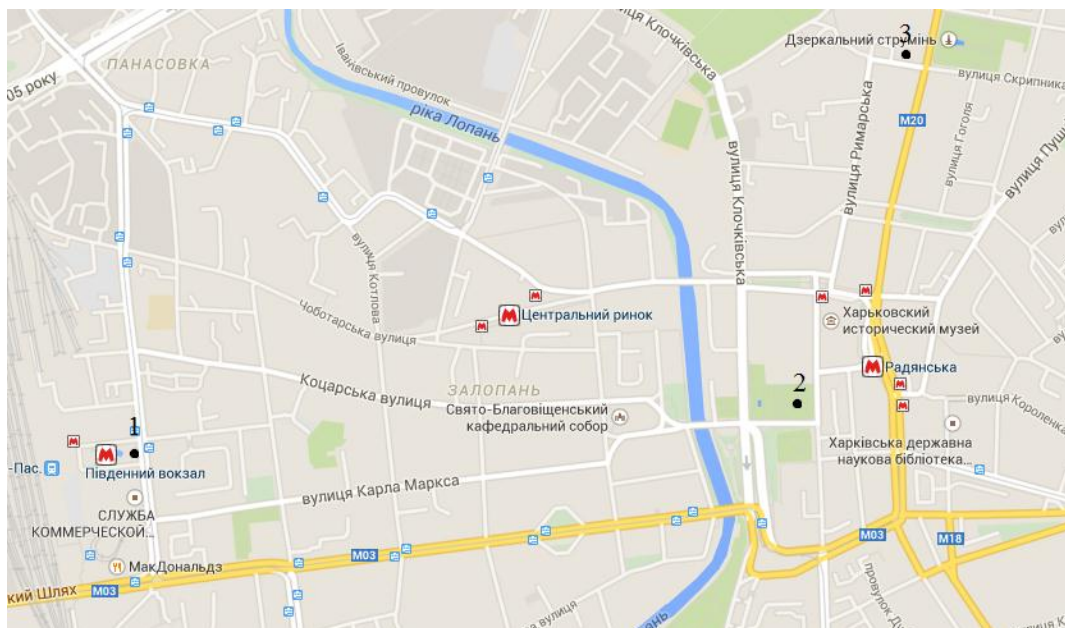 вулиця Клочківська
3
Дзеркальний струмінь
ПАНАСОВКА
Іванівський провулок
вулиця Скрипника
05 року
ріка Лопань
M20
вулиця Римарська
вулиця Гоголя
вулиця Пуш
вулиця Клочківська
вулиця Котлова
Чоботарська вулиця
Центральний ринок
Харьковский
исторический музей
Радянська
Коцарська вулиця
ЗАЛОПАНЬ
2
Свято-Благовіщенський
кафедральний собор
вулиця Короленка
1
Харківська державна
наукова бібліотека...
-Пас.
Південний вокзал
вулиця Карла Маркса
СЛУЖБА
КОММЕРЧЕСКОЙ...
M03
M03
M18
МакДональдз
кий Шлях
M03
вулиця
пань